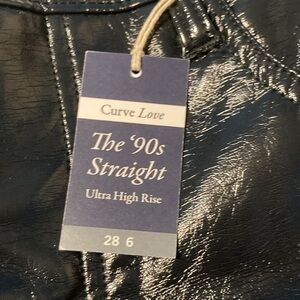 Curve Love
The ‘90s
Straight
Ultra High Rise
28 6